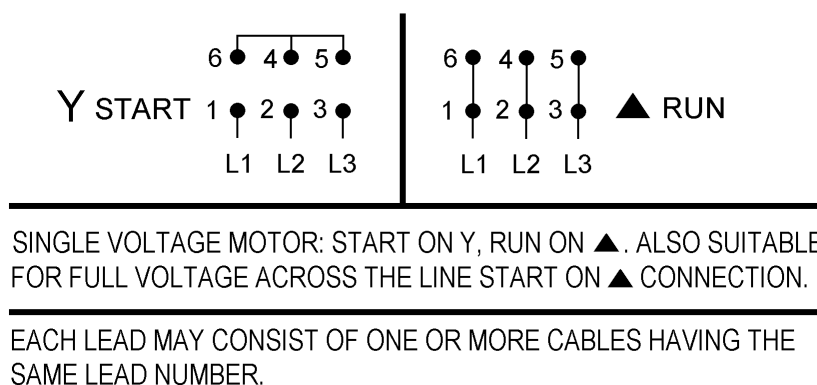 6 4 5 6 4 5
Y START 1 2 3 1 2 3 ▲ RUN
L1 L2 L3 L1 L2 L3
SINGLE VOLTAGE MOTOR: START ON Y, RUN ON ▲. ALSO SUITABLE
FOR FULL VOLTAGE ACROSS THE LINE START ON ▲ CONNECTION.
EACH LEAD MAY CONSIST OF ONE OR MORE CABLES HAVING THE
SAME LEAD NUMBER.